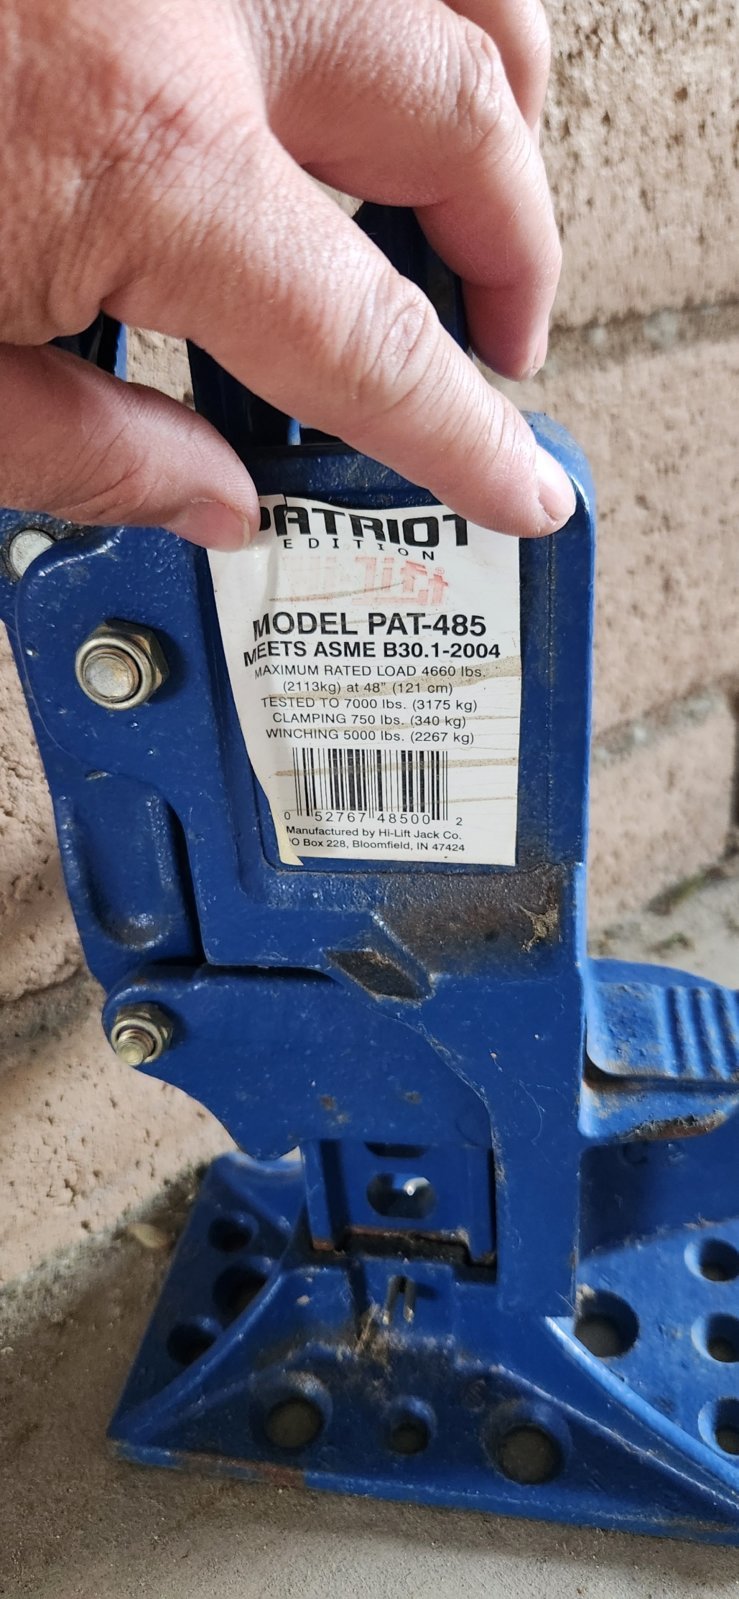 PATRIOT
EDITION
MODEL PAT-485
MEETS ASME B30.1-2004
MAXIMUM RATED LOAD 4660 lbs.
(2113kg) at 48" (121 cm)
TESTED TO 7000 lbs. (3175 kg)
CLAMPING 750 lbs. (340 kg)
WINCHING 5000 lbs. (2267 kg)
0 52767 48500 2
Manufactured by Hi-Lift Jack Co.
PO Box 228, Bloomfield, IN 47424